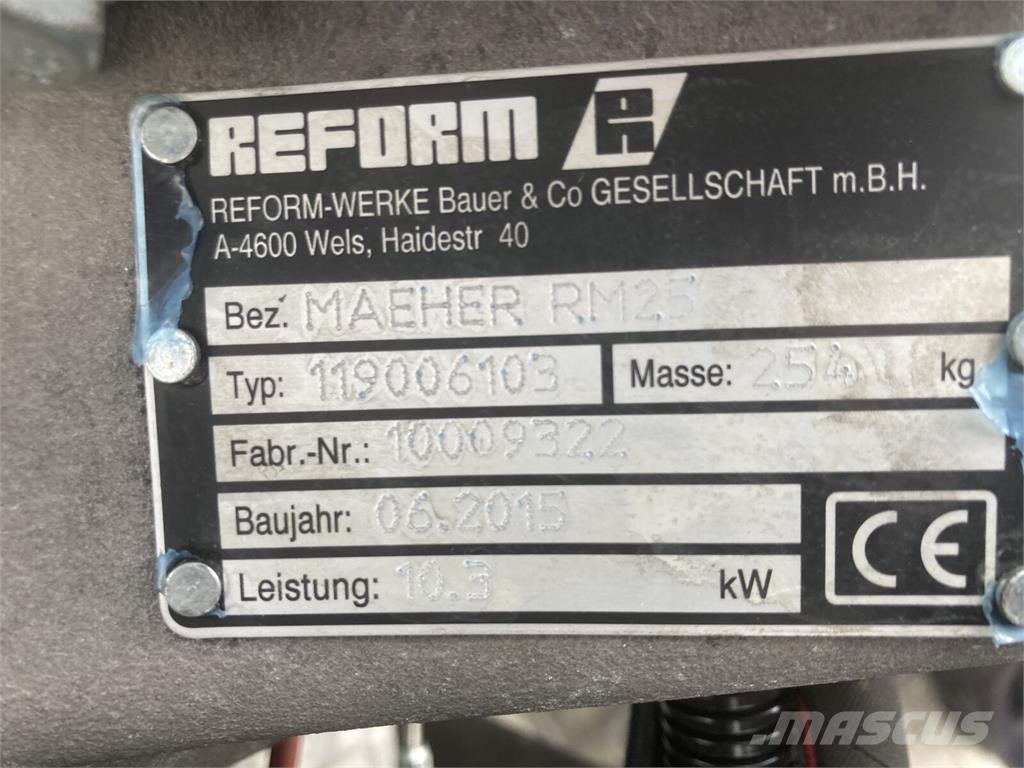 REFORM R
REFORM-WERKE Bauer & Co GESELLSCHAFT m.B.H.
A-4600 Wels, Haidestr 40
Bez. MAEHER RM25
Typ: 119006103 Masse: 254 kg
Fabr.-Nr.: 10009322
Baujahr: 06.2015
Leistung: 10.3 kW
CE
MASCUS